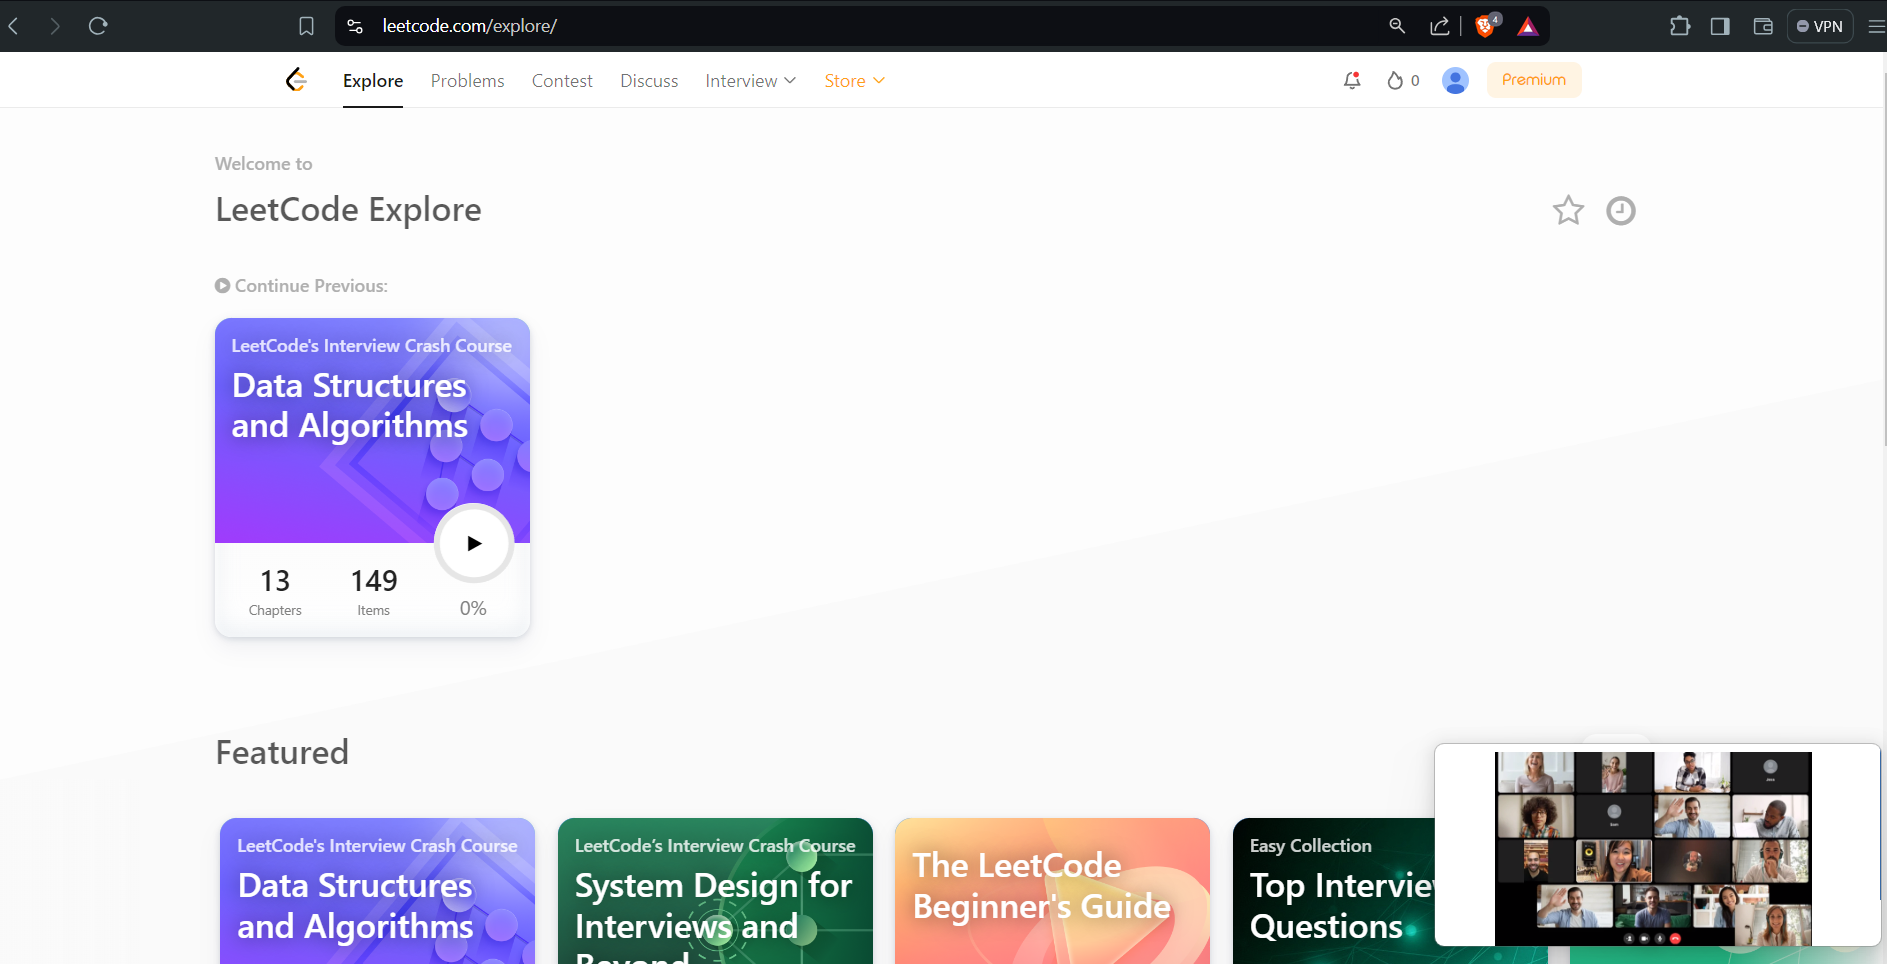 leetcode.com/explore/
4
VPN
Explore
Problems
Contest
Discuss
Interview
Store
0
Premium
Welcome to
LeetCode Explore
Continue Previous:
LeetCode's Interview Crash Course
Data Structures
and Algorithms
13
Chapters
149
Items
0%
Featured
LeetCode's Interview Crash Course
Data Structures
and Algorithms
LeetCode's Interview Crash Course
System Design for
Interviews and
Beyond
The LeetCode
Beginner's Guide
Easy Collection
Top Interview
Questions